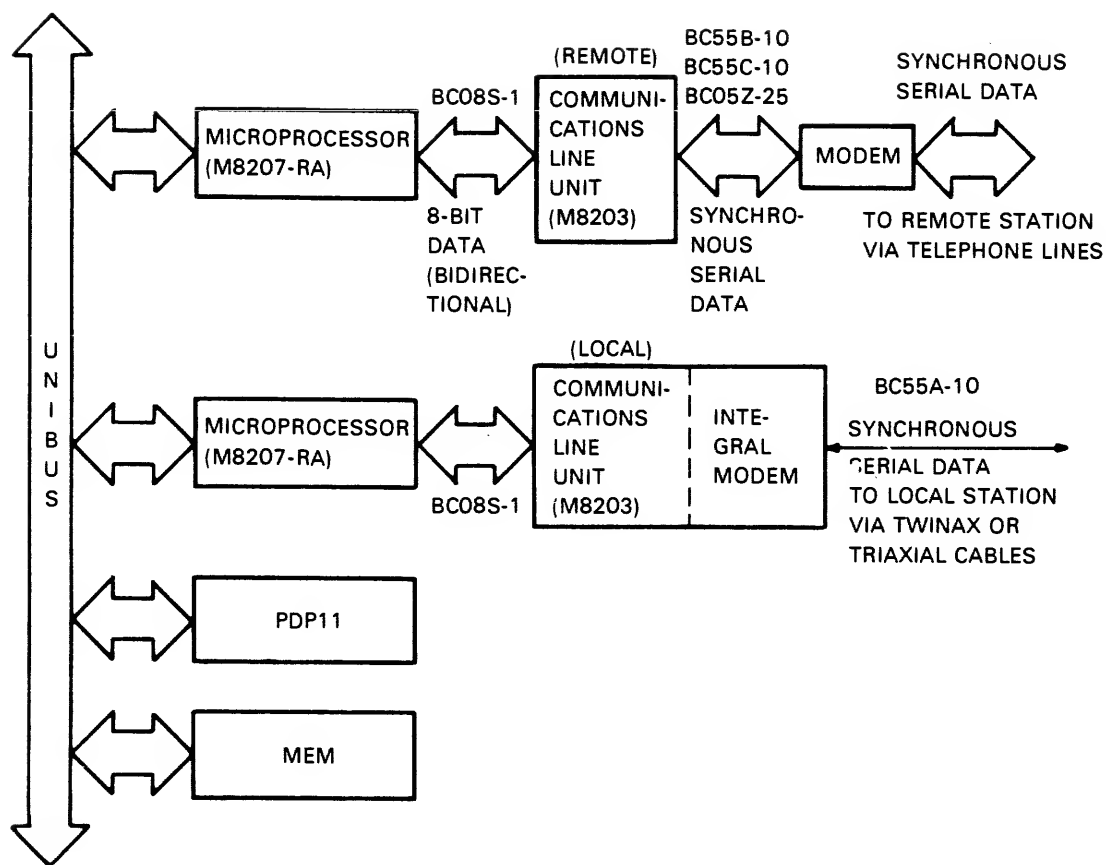 UNIBUS
MICROPROCESSOR
(M8207-RA)
BC08S-1
8-BIT
DATA
(BIDIREC-
TIONAL)
(REMOTE)
COMMUNI-
CATIONS
LINE
UNIT
(M8203)
BC55B-10
BC55C-10
BC05Z-25
SYNCHRO-
NOUS
SERIAL
DATA
MODEM
SYNCHRONOUS
SERIAL DATA
TO REMOTE STATION
VIA TELEPHONE LINES
MICROPROCESSOR
(M8207-RA)
BC08S-1
(LOCAL)
COMMUNI-
CATIONS
LINE
UNIT
(M8203)
INTE-
GRAL
MODEM
BC55A-10
SYNCHRONOUS
SERIAL DATA
TO LOCAL STATION
VIA TWINAX OR
TRIAXIAL CABLES
PDP11
MEM